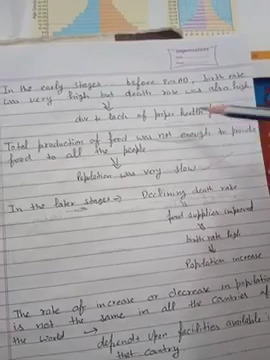 In the early stages before 2000, birth rate
was very high but death rate was also high
due to lack of proper health
Total production of food was not enough to provide
food to all the people
Population was very slow
In the later stages → Declining death rate
food supplies improved
birth rate high
Population increase
The rate of increase or decrease in population
is not the same in all the countries of
the world → depends upon facilities available in
that country